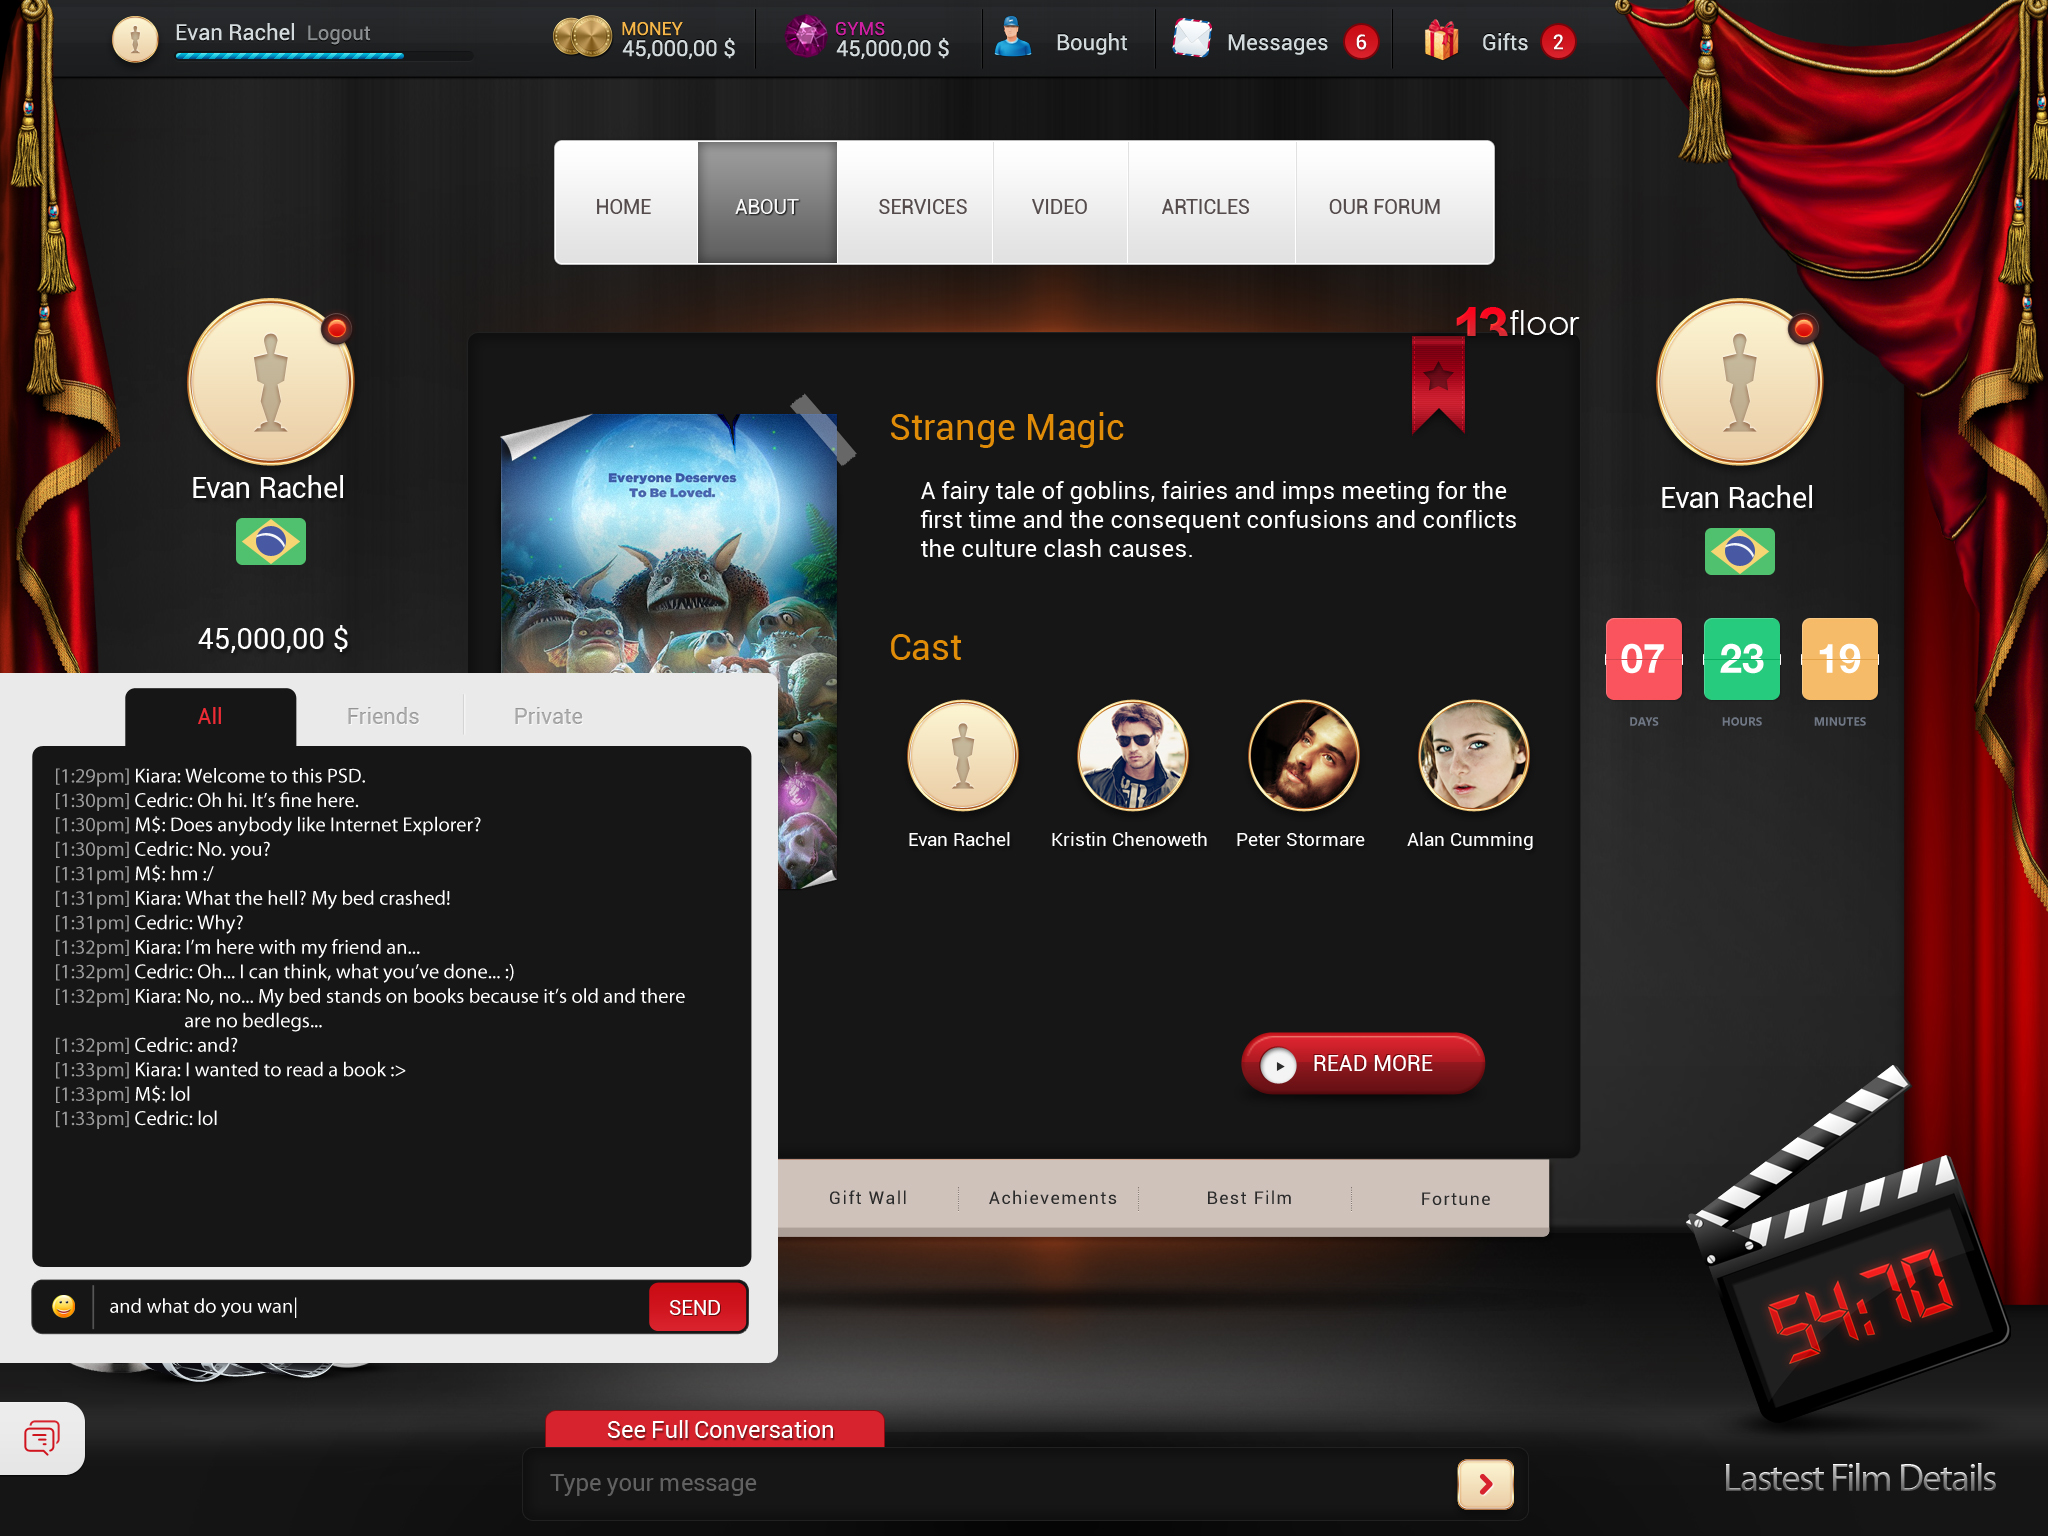 Evan Rachel Logout
MONEY
45,000,00 $
GYMS
45,000,00 $
Bought
Messages 6
Gifts 2
HOME
ABOUT
SERVICES
VIDEO
ARTICLES
OUR FORUM
13floor
Evan Rachel
45,000,00 $
Everyone Deserves
To Be Loved.
Strange Magic
A fairy tale of goblins, fairies and imps meeting for the
first time and the consequent confusions and conflicts
the culture clash causes.
Cast
Evan Rachel
Kristin Chenoweth
Peter Stormare
Alan Cumming
READ MORE
Evan Rachel
07 23 19
DAYS HOURS MINUTES
All
Friends
Private
[1:29pm] Kiara: Welcome to this PSD.
[1:30pm] Cedric: Oh hi. It's fine here.
[1:30pm] M$: Does anybody like Internet Explorer?
[1:30pm] Cedric: No. you?
[1:31pm] M$: hm :/
[1:31pm] Kiara: What the hell? My bed crashed!
[1:31pm] Cedric: Why?
[1:32pm] Kiara: I'm here with my friend an...
[1:32pm] Cedric: Oh... I can think, what you've done... :)
[1:32pm] Kiara: No, no... My bed stands on books because it's old and there
are no bedlegs...
[1:32pm] Cedric: and?
[1:33pm] Kiara: I wanted to read a book :>
[1:33pm] M$: lol
[1:33pm] Cedric: lol
and what do you wan
SEND
Gift Wall
Achievements
Best Film
Fortune
54:70
See Full Conversation
Type your message
Lastest Film Details